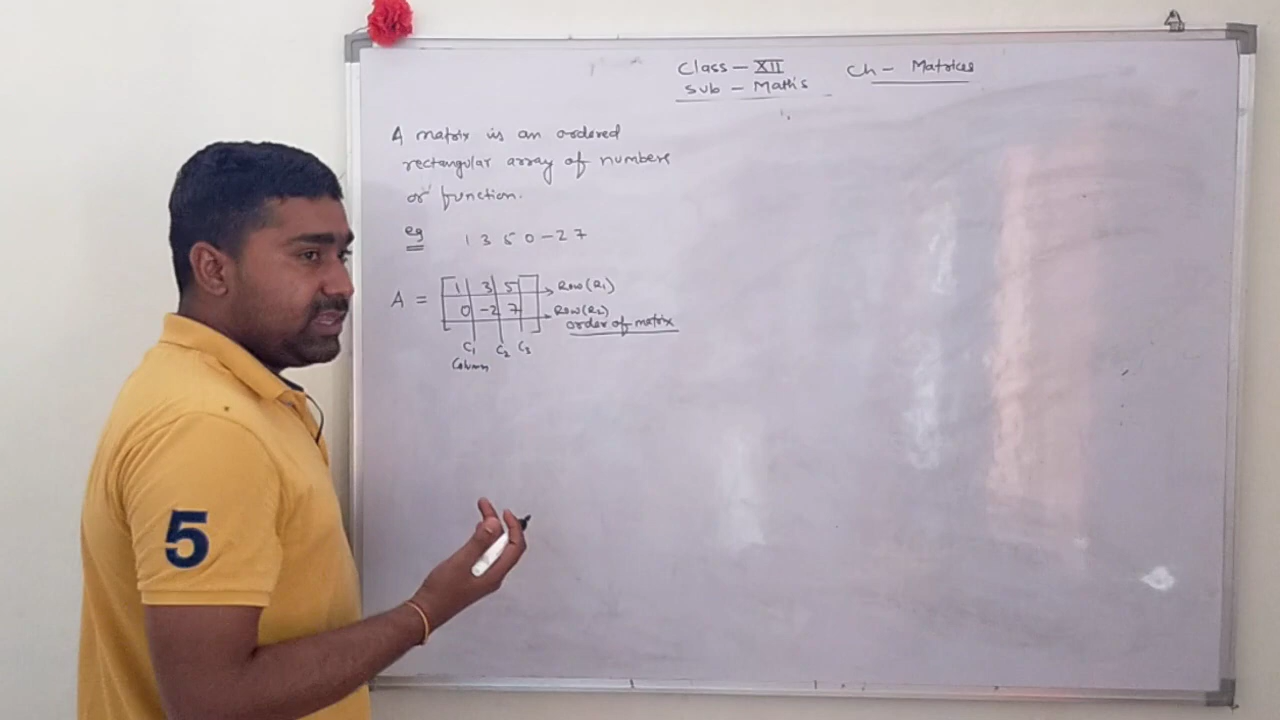 Class - XII
Ch - Matrices
Sub - Maths
A matrix is an ordered
rectangular array of numbers
or function.
eg
1 3 5 0 -2 7
A = [ 1 3 5 ] → Row (R1)
[ 0 -2 7 ] → Row (R2)
order of matrix
C1 C2 C3
Column
5